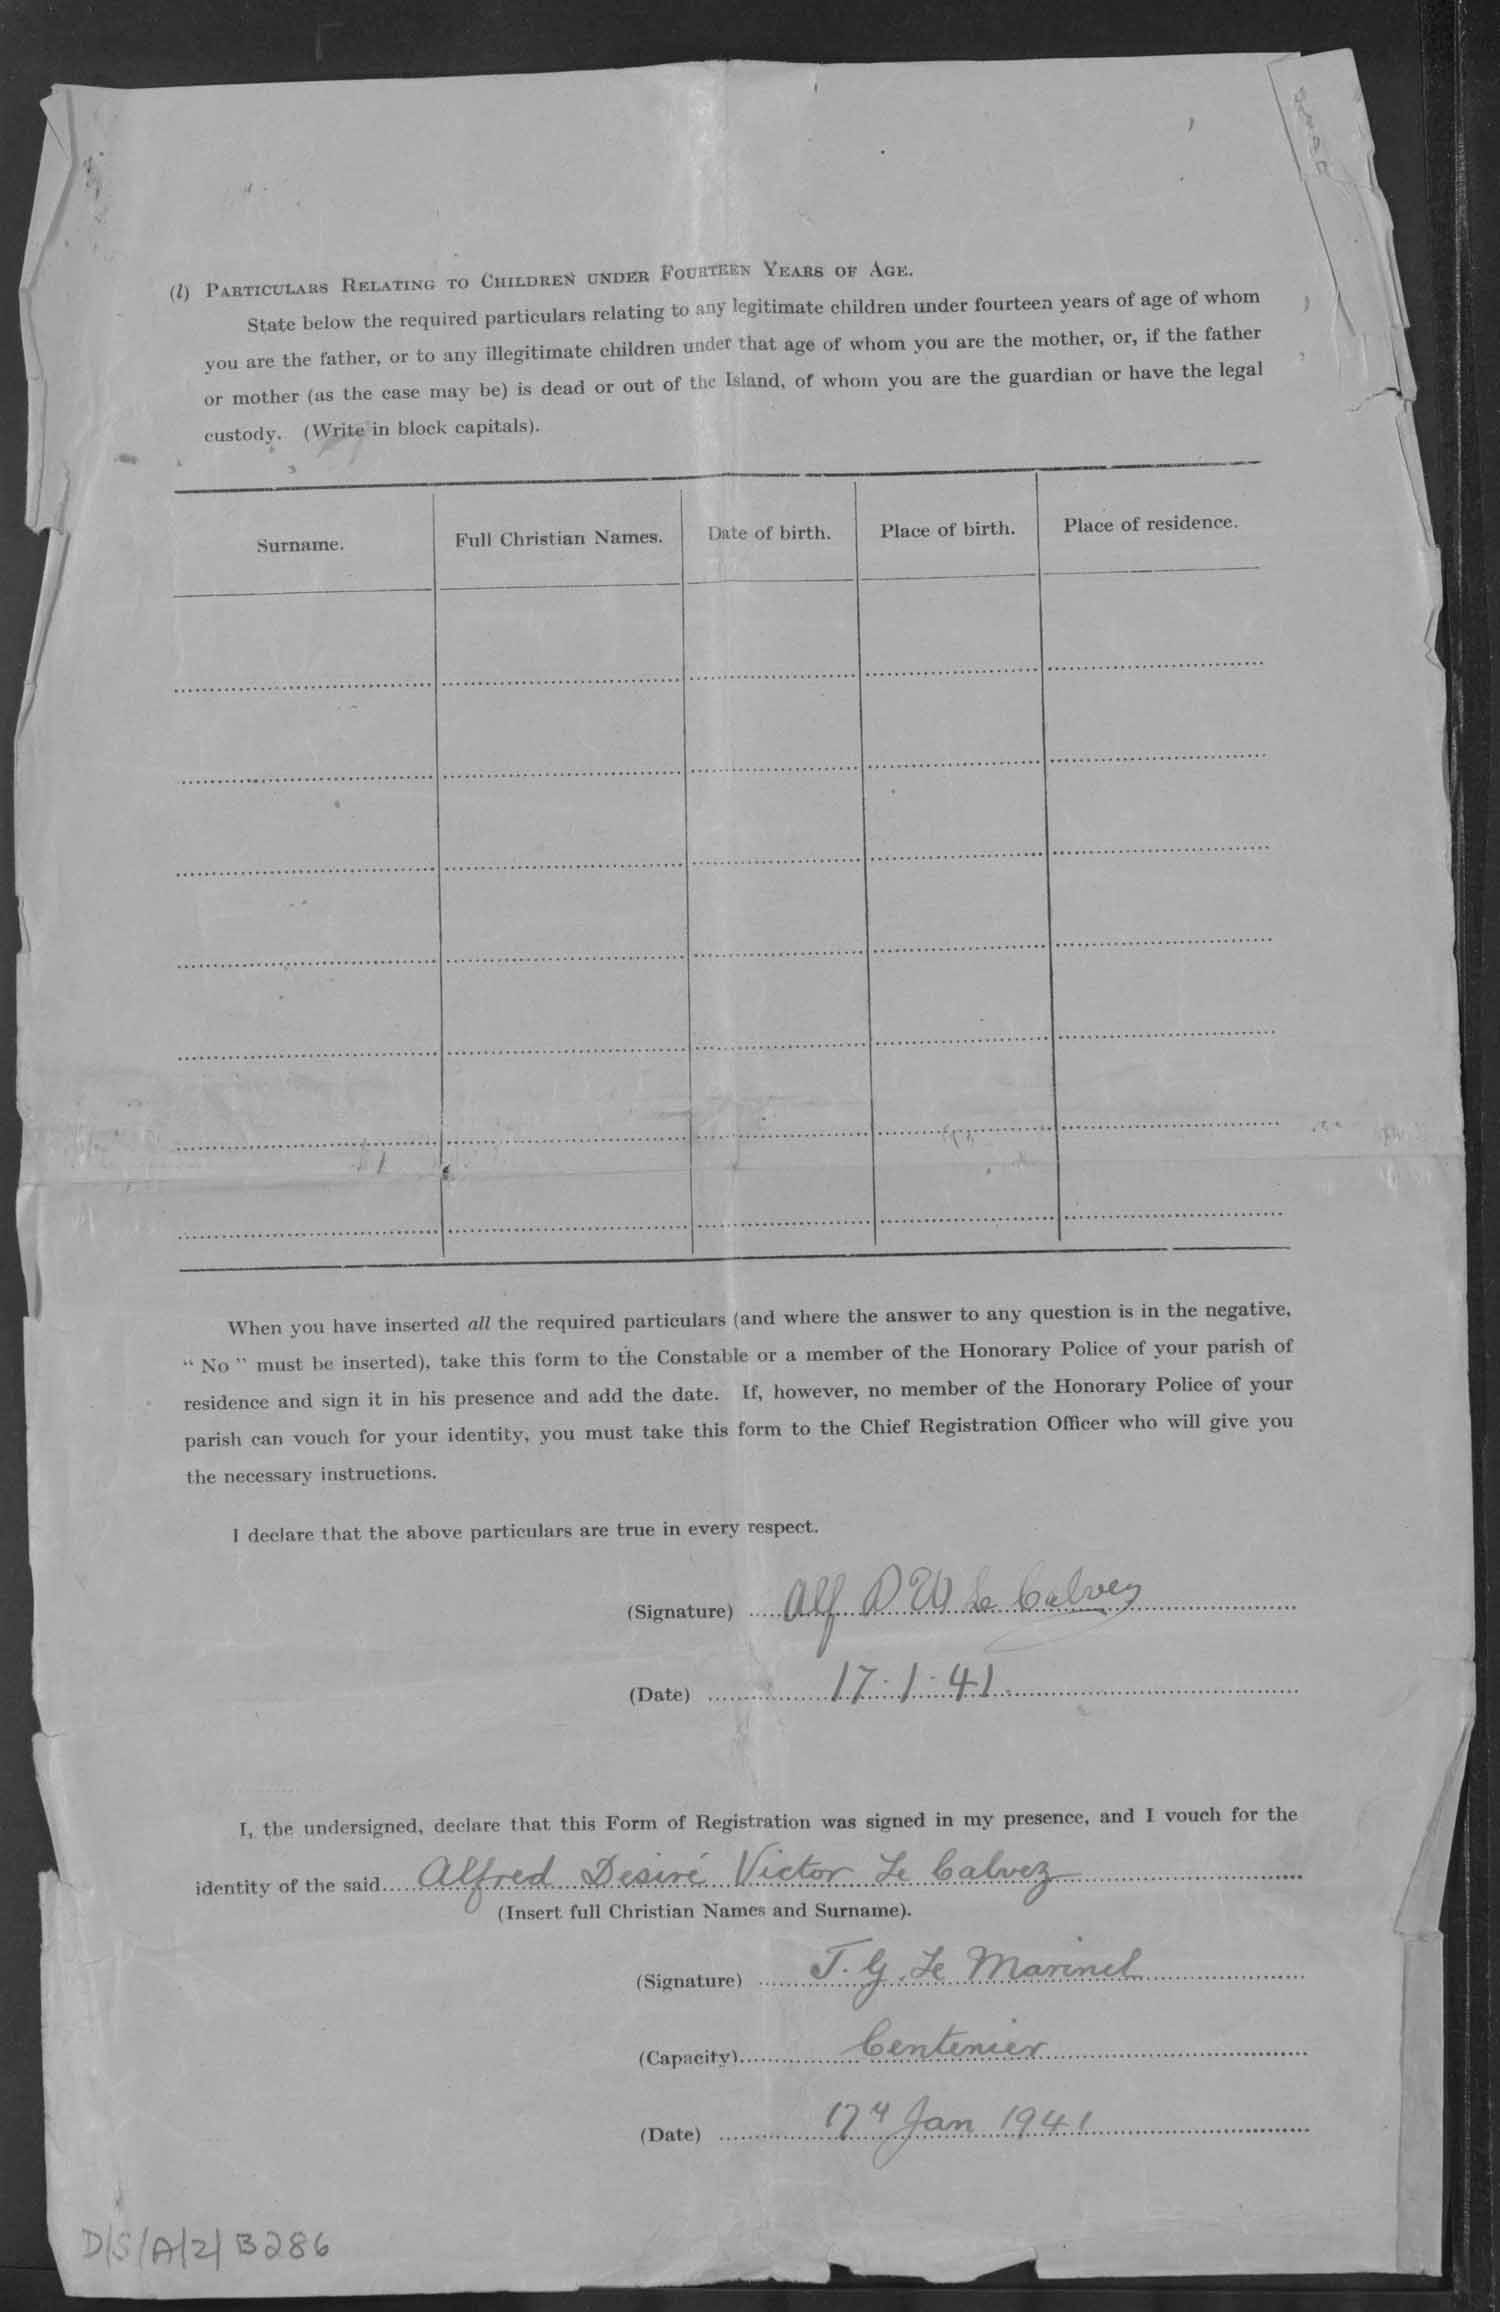 (l) PARTICULARS RELATING TO CHILDREN UNDER FOURTEEN YEARS OF AGE.
State below the required particulars relating to any legitimate children under fourteen years of age of whom
you are the father, or to any illegitimate children under that age of whom you are the mother, or, if the father
or mother (as the case may be) is dead or out of the Island, of whom you are the guardian or have the legal
custody. (Write in block capitals).
Surname. Full Christian Names. Date of birth. Place of birth. Place of residence.
When you have inserted all the required particulars (and where the answer to any question is in the negative,
" No " must be inserted), take this form to the Constable or a member of the Honorary Police of your parish of
residence and sign it in his presence and add the date. If, however, no member of the Honorary Police of your
parish can vouch for your identity, you must take this form to the Chief Registration Officer who will give you
the necessary instructions.
I declare that the above particulars are true in every respect.
(Signature) Alf D V Le Calvez
(Date) 17.1.41
I, the undersigned, declare that this Form of Registration was signed in my presence, and I vouch for the
identity of the said Alfred Desiré Victor Le Calvez
(Insert full Christian Names and Surname).
(Signature) J. G. Le Marinel
(Capacity) Centenier
(Date) 17th Jan 1941
D/S/A/2/B286